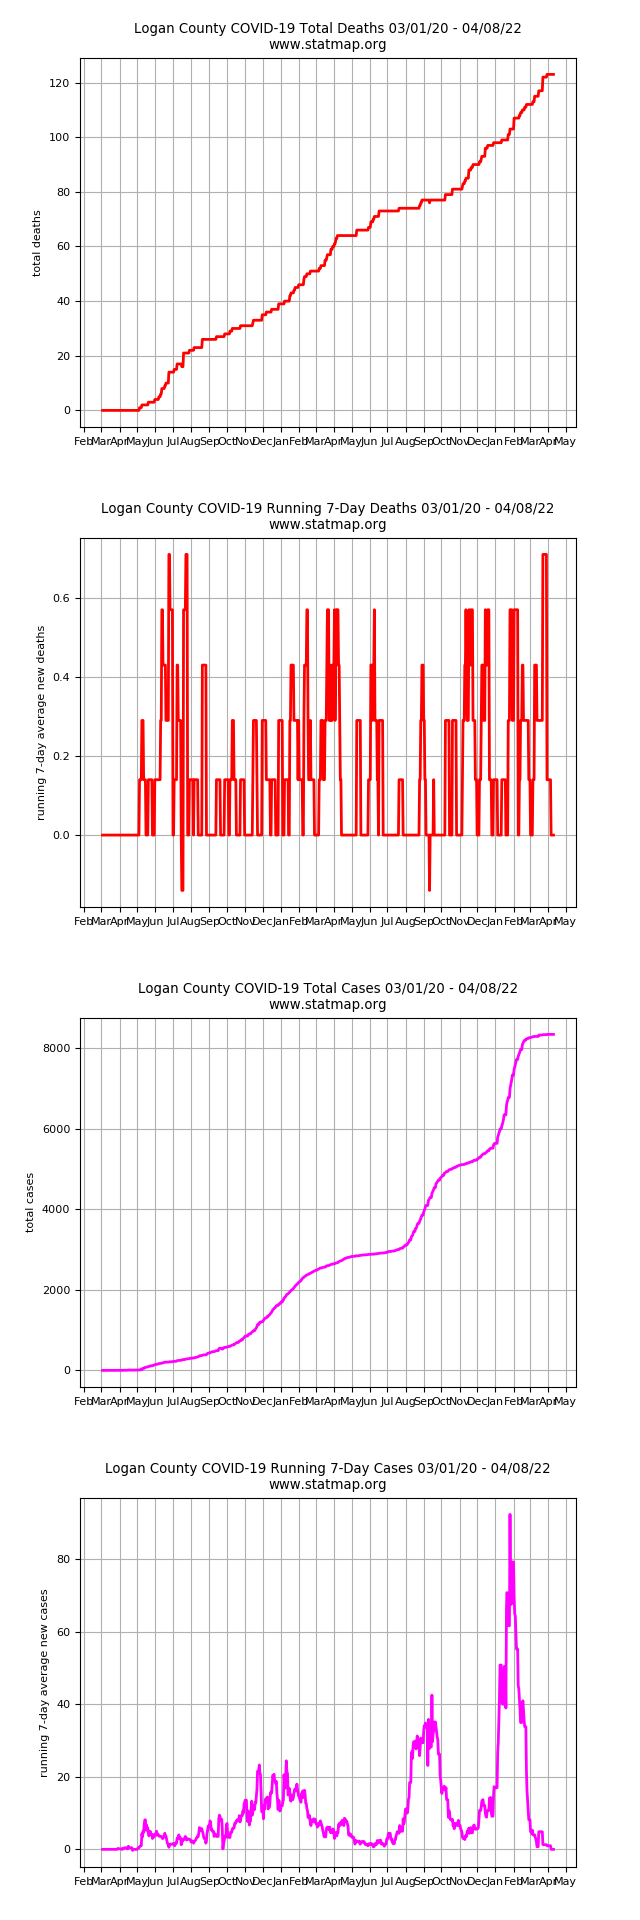 Logan County COVID-19 Total Deaths 03/01/20 - 04/08/22
www.statmap.org
120
100
80
60
40
20
0
total deaths
Feb Mar Apr May Jun Jul Aug Sep Oct Nov Dec Jan Feb Mar Apr May Jun Jul Aug Sep Oct Nov Dec Jan Feb Mar Apr May
Logan County COVID-19 Running 7-Day Deaths 03/01/20 - 04/08/22
www.statmap.org
0.6
0.4
0.2
0.0
running 7-day average new deaths
Feb Mar Apr May Jun Jul Aug Sep Oct Nov Dec Jan Feb Mar Apr May Jun Jul Aug Sep Oct Nov Dec Jan Feb Mar Apr May
Logan County COVID-19 Total Cases 03/01/20 - 04/08/22
www.statmap.org
8000
6000
4000
2000
0
total cases
Feb Mar Apr May Jun Jul Aug Sep Oct Nov Dec Jan Feb Mar Apr May Jun Jul Aug Sep Oct Nov Dec Jan Feb Mar Apr May
Logan County COVID-19 Running 7-Day Cases 03/01/20 - 04/08/22
www.statmap.org
80
60
40
20
0
running 7-day average new cases
Feb Mar Apr May Jun Jul Aug Sep Oct Nov Dec Jan Feb Mar Apr May Jun Jul Aug Sep Oct Nov Dec Jan Feb Mar Apr May